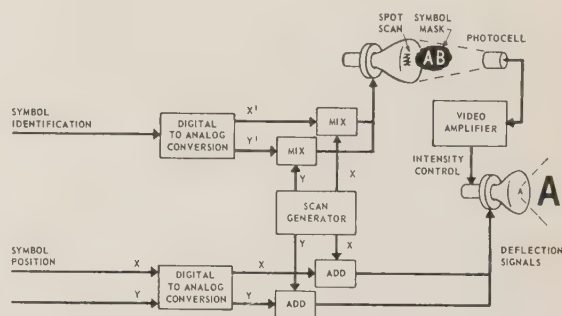 SPOT SCAN
SYMBOL MASK
AB
PHOTOCELL
SYMBOL IDENTIFICATION
DIGITAL TO ANALOG CONVERSION
X'
Y'
MIX
MIX
VIDEO AMPLIFIER
INTENSITY CONTROL
Y
X
SCAN GENERATOR
A
A
Y
X
SYMBOL POSITION
X
Y
DIGITAL TO ANALOG CONVERSION
X
Y
ADD
ADD
DEFLECTION SIGNALS